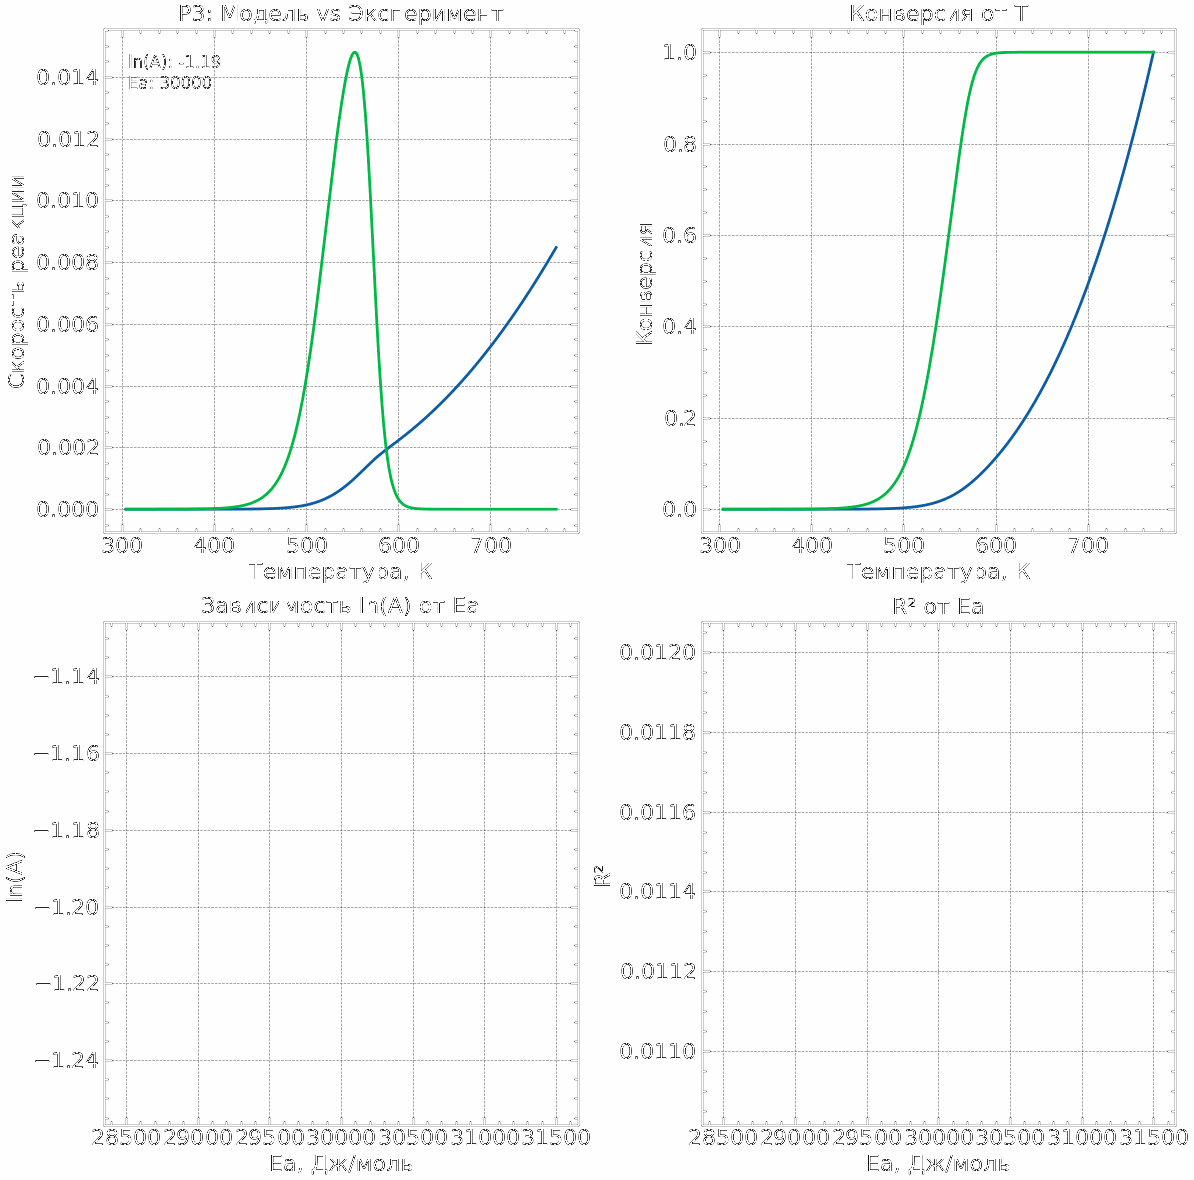 P3: Модель vs Эксперимент
ln(A): -1.19
Ea: 30000
0.014
0.012
0.010
0.008
0.006
0.004
0.002
0.000
Скорость реакции
300 400 500 600 700
Температура, К
Конверсия от Т
1.0
0.8
0.6
0.4
0.2
0.0
Конверсия
300 400 500 600 700
Температура, К
Зависимость ln(A) от Ea
−1.14
−1.16
−1.18
−1.20
−1.22
−1.24
ln(A)
28500 29000 29500 30000 30500 31000 31500
Ea, Дж/моль
R² от Ea
0.0120
0.0118
0.0116
0.0114
0.0112
0.0110
R²
28500 29000 29500 30000 30500 31000 31500
Ea, Дж/моль